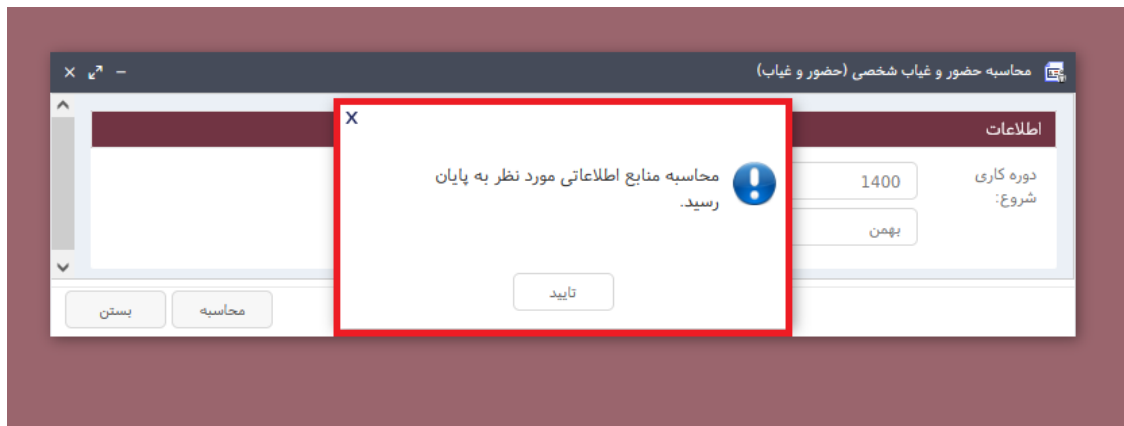 محاسبه حضور و غیاب شخصی (حضور و غیاب)
اطلاعات
دوره کاری
شروع:
1400
بهمن
X
محاسبه منابع اطلاعاتی مورد نظر به پایان
رسید.
تایید
محاسبه
بستن